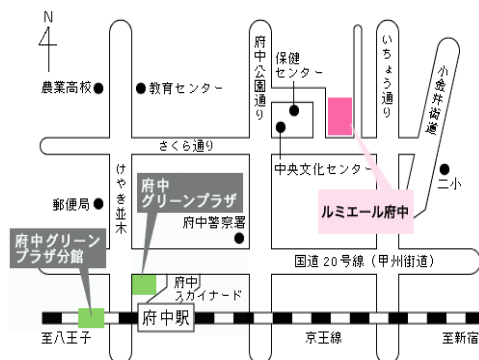 N
農業高校
教育センター
府中公園通り
保健
センター
いちょう通り
小金井街道
さくら通り
中央文化センター
けやき並木
府中
グリーンプラザ
二小
郵便局
ルミエール府中
府中警察署
府中グリーン
プラザ分館
国道20号線（甲州街道）
府中
スカイナード
府中駅
至八王子
京王線
至新宿